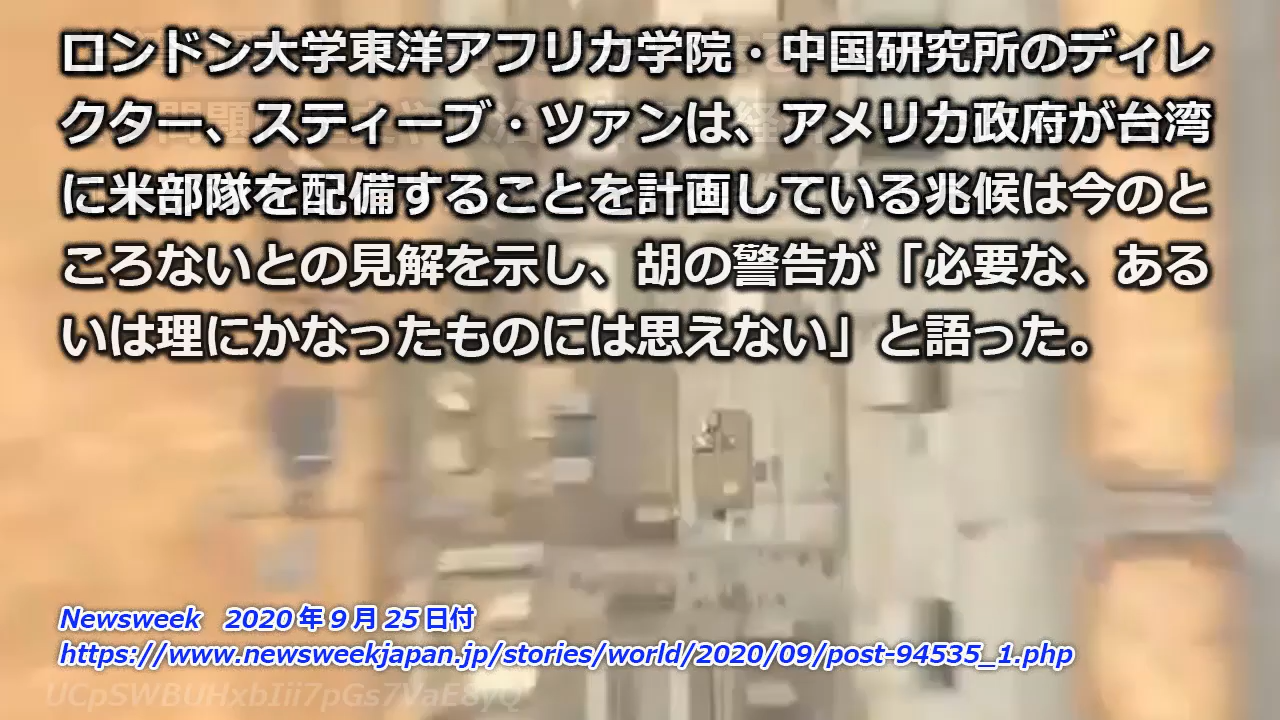 ロンドン大学東洋アフリカ学院・中国研究所のディレ
クター、スティーブ・ツァンは、アメリカ政府が台湾
に米部隊を配備することを計画している兆候は今のと
ころないとの見解を示し、胡の警告が「必要な、ある
いは理にかなったものには思えない」と語った。
Newsweek 2020年9月25日付
https://www.newsweekjapan.jp/stories/world/2020/09/post-94535_1.php
UCpSWBUHxbIii7pGs7VaE8yQ